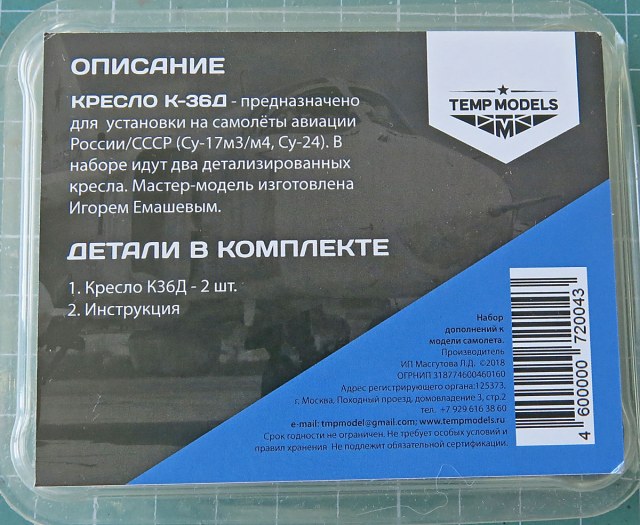 ОПИСАНИЕ
TEMP MODELS
M
КРЕСЛО К-36Д - предназначено
для установки на самолёты авиации
России/СССР (Су-17м3/м4, Су-24). В
наборе идут два детализированных
кресла. Мастер-модель изготовлена
Игорем Емашевым.
ДЕТАЛИ В КОМПЛЕКТЕ
1. Кресло К36Д - 2 шт.
2. Инструкция
Набор
дополнений к
модели самолета.
Производитель
ИП Масгутова Л.Д. ©2018
ОГРНИП 318774600460160
Адрес регистрирующего органа:125373,
г. Москва, Походный проезд, домовладение 3, стр.2
тел. +7 929 616 38 60
e-mail: tmpmodel@gmail.com; www.tempmodels.ru
Срок годности не ограничен. Не требует особых условий и
правил хранения. Не подлежит обязательной сертификации.
4 600000 720043